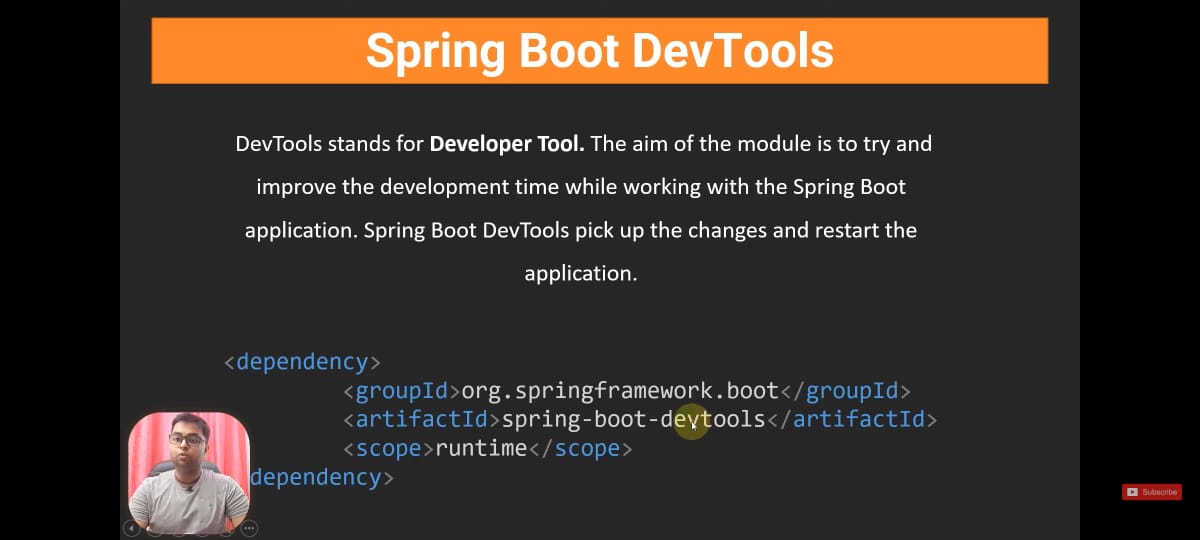 Spring Boot DevTools
DevTools stands for Developer Tool. The aim of the module is to try and
improve the development time while working with the Spring Boot
application. Spring Boot DevTools pick up the changes and restart the
application.
<dependency>
<groupId>org.springframework.boot</groupId>
<artifactId>spring-boot-devtools</artifactId>
<scope>runtime</scope>
dependency>
Subscribe